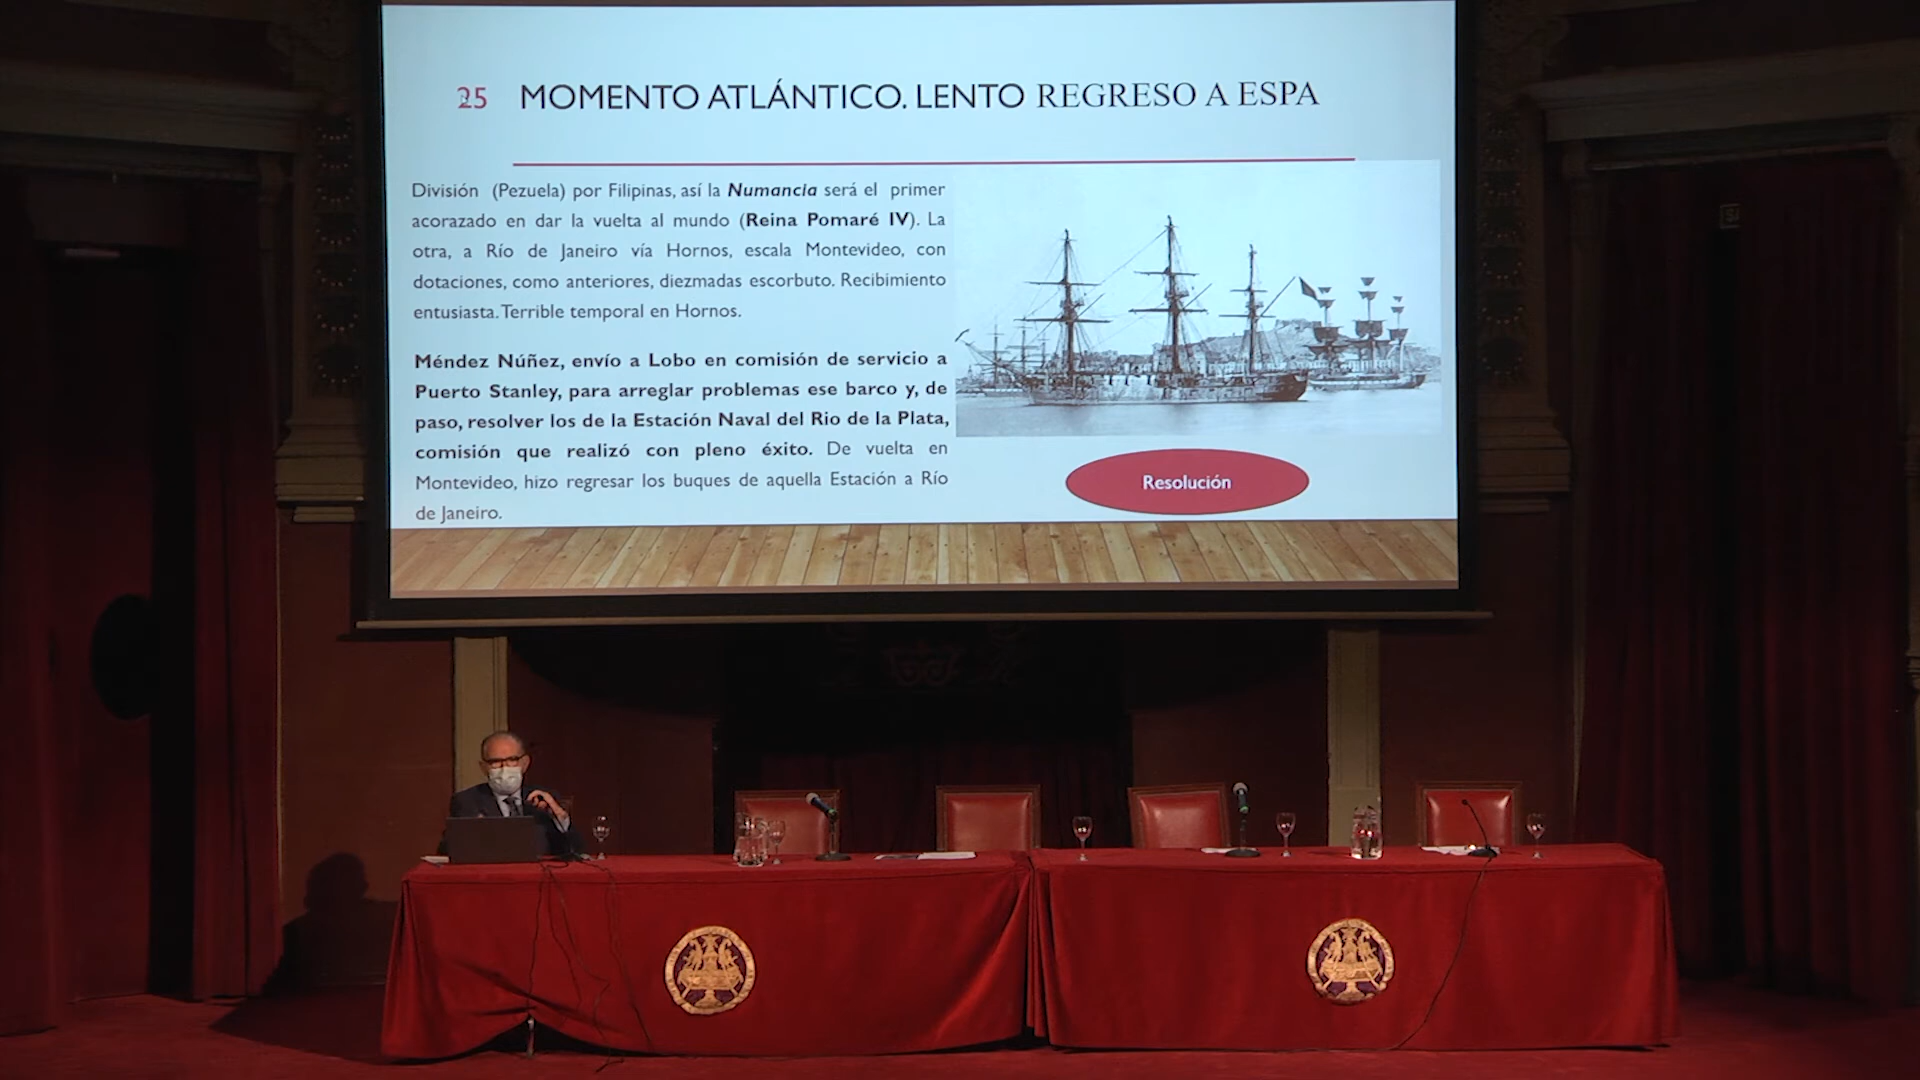 25 MOMENTO ATLÁNTICO. LENTO REGRESO A ESPA
División (Pezuela) por Filipinas, así la Numancia será el primer
acorazado en dar la vuelta al mundo (Reina Pomaré IV). La
otra, a Río de Janeiro vía Hornos, escala Montevideo, con
dotaciones, como anteriores, diezmadas escorbuto. Recibimiento
entusiasta. Terrible temporal en Hornos.
Méndez Núñez, envío a Lobo en comisión de servicio a
Puerto Stanley, para arreglar problemas ese barco y, de
paso, resolver los de la Estación Naval del Rio de la Plata,
comisión que realizó con pleno éxito. De vuelta en
Montevideo, hizo regresar los buques de aquella Estación a Río
de Janeiro.
Resolución